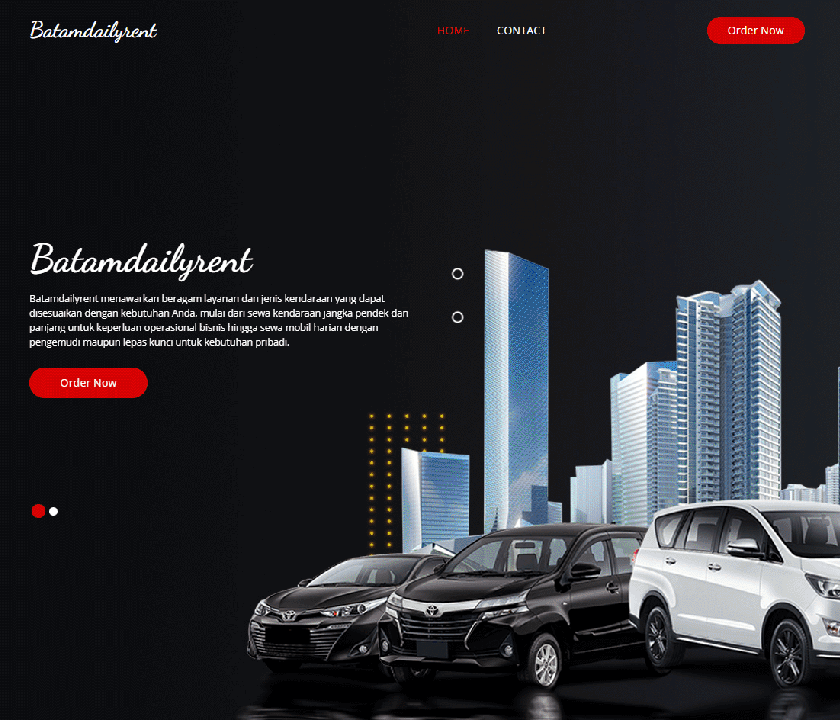 Batamdailyrent
HOME
CONTACT
Order Now
Batamdailyrent
Batamdailyrent menawarkan beragam layanan dan jenis kendaraan yang dapat
disesuaikan dengan kebutuhan Anda, mulai dari sewa kendaraan jangka pendek dan
panjang untuk keperluan operasional bisnis hingga sewa mobil harian dengan
pengemudi maupun lepas kunci untuk kebutuhan pribadi.
Order Now